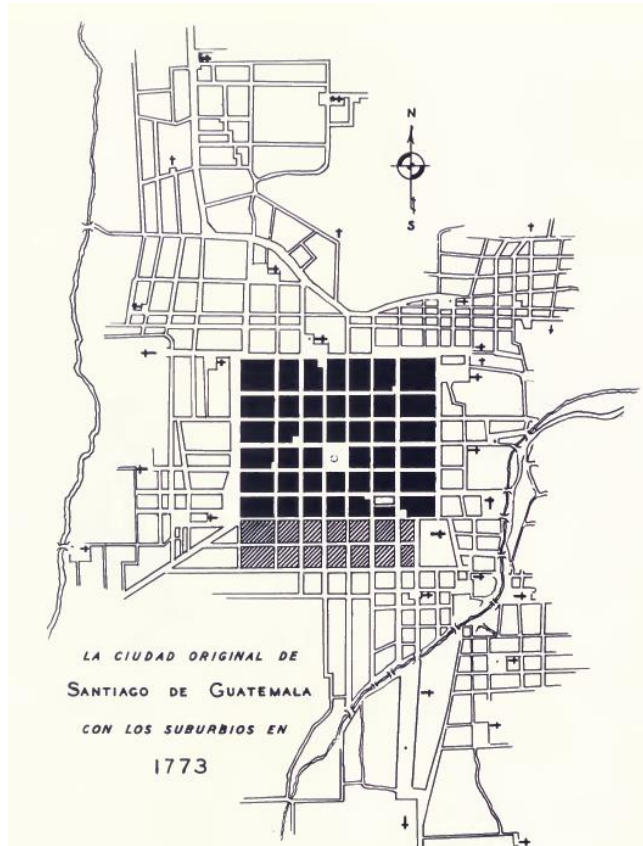 N
S
LA CIUDAD ORIGINAL DE
SANTIAGO DE GUATEMALA
CON LOS SUBURBIOS EN
1773